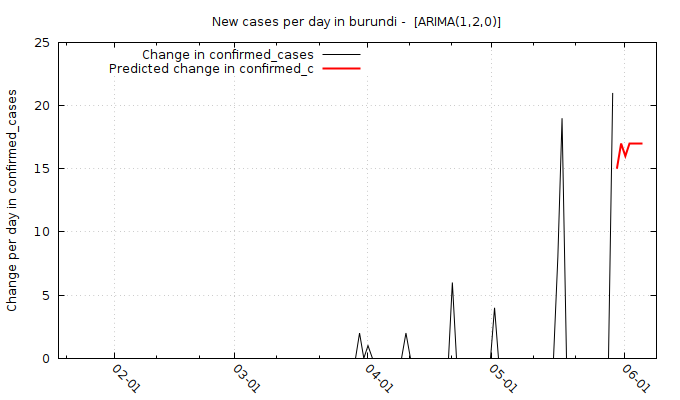 New cases per day in burundi -  [ARIMA(1,2,0)]
Change in confirmed_cases
Predicted change in confirmed_c
Change per day in confirmed_cases
25
20
15
10
5
0
02-01
03-01
04-01
05-01
06-01